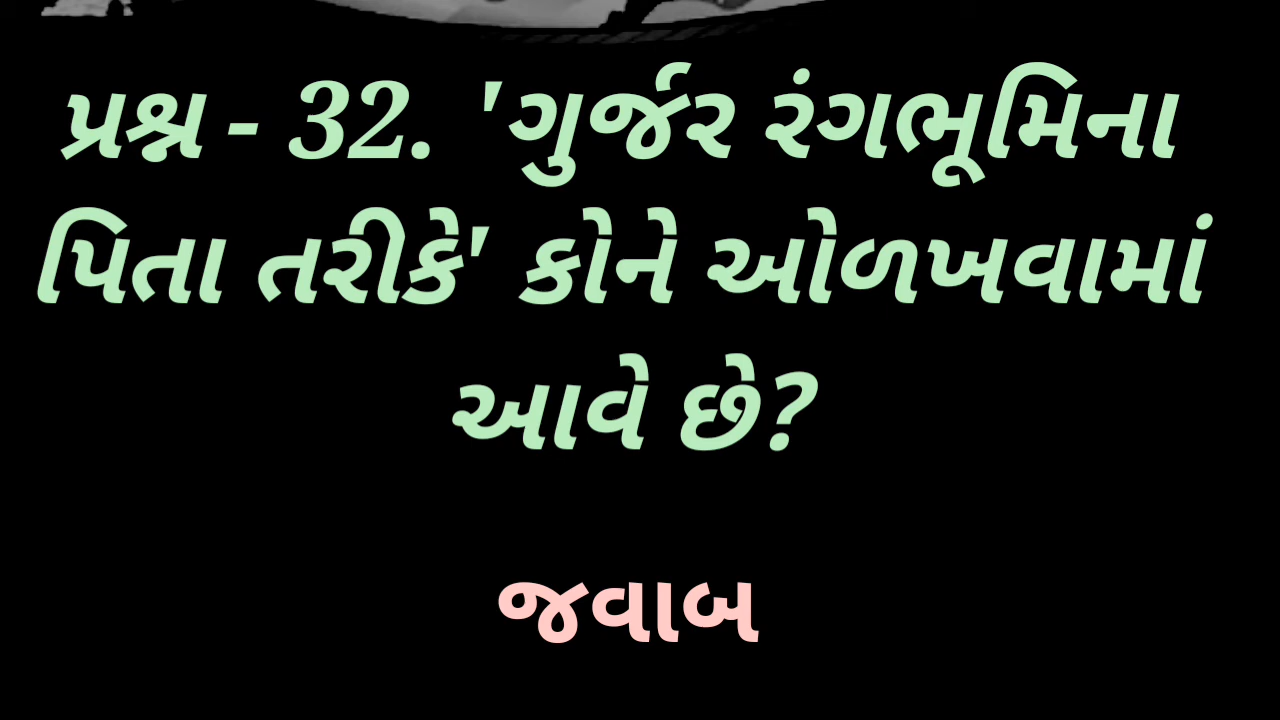 પ્રશ્ન - 32. 'ગુર્જર રંગભૂમિના
પિતા તરીકે' કોને ઓળખવામાં
આવે છે?
જવાબ